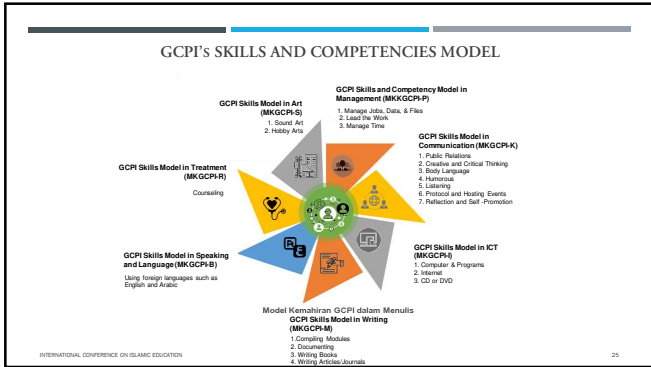 GCPI's SKILLS AND COMPETENCIES MODEL
GCPI Skills and Competency Model in
Management (MKKGCPI-P)
1. Manage Jobs, Data, & Files
2. Lead the Work
3. Manage Time
GCPI Skills Model in Art
(MKGCPI-S)
1. Sound Art
2. Hobby Arts
GCPI Skills Model in
Communication (MKGCPI-K)
1. Public Relations
2. Creative and Critical Thinking
3. Body Language
4. Humorous
5. Listening
6. Protocol and Hosting Events
7. Reflection and Self -Promotion
GCPI Skills Model in Treatment
(MKGCPI-R)
Counseling
GCPI Skills Model in ICT
(MKGCPI-I)
1. Computer & Programs
2. Internet
3. CD or DVD
GCPI Skills Model in Speaking
and Language (MKGCPI-B)
Using foreign languages such as
English and Arabic
Model Kemahiran GCPI dalam Menulis
GCPI Skills Model in Writing
(MKGCPI-M)
1.Compiling Modules
2. Documenting
3. Writing Books
4. Writing Articles/Journals
INTERNATIONAL CONFERENCE ON ISLAMIC EDUCATION
25